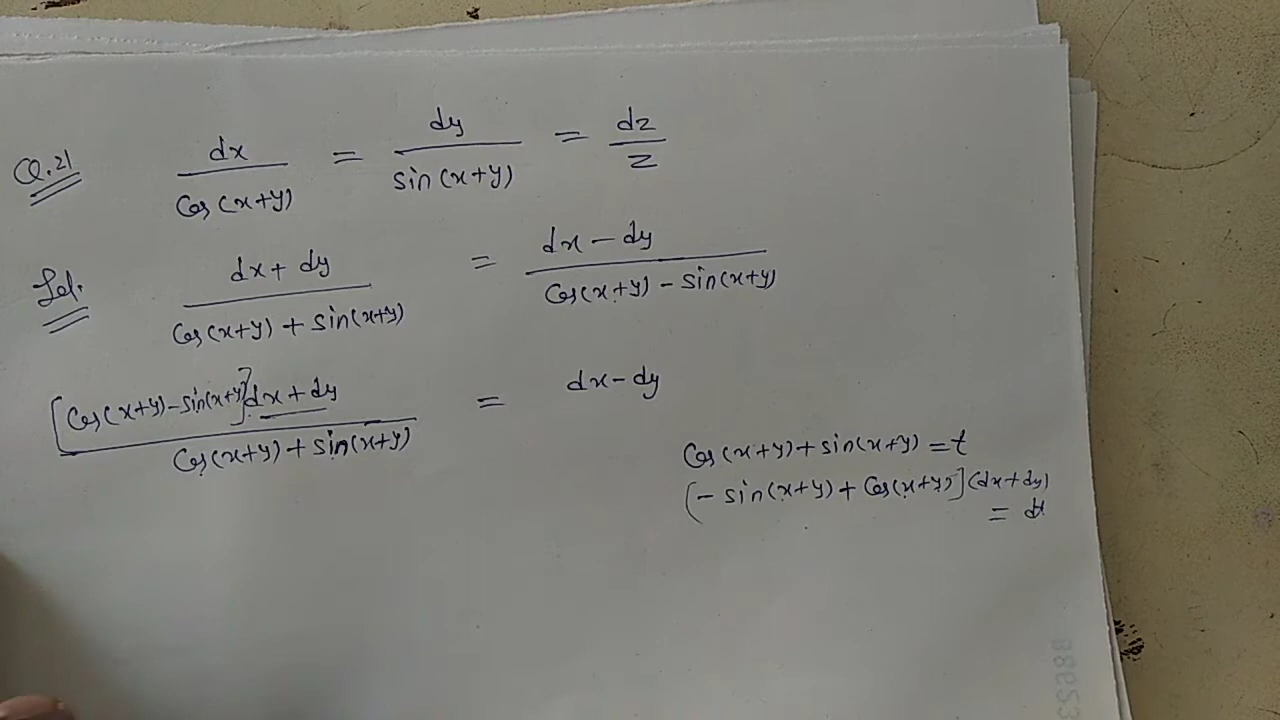 Q.21 dx/Cos(x+y) = dy/sin(x+y) = dz/z
Sol. dx + dy/Cos(x+y) + sin(x+y) = dx - dy/Cos(x+y) - sin(x+y)
[Cos(x+y) - sin(x+y)]dx + dy/Cos(x+y) + sin(x+y) = dx - dy
Cos(x+y) + sin(x+y) = t
(- sin(x+y) + Cos(x+y)](dx + dy)
= dt